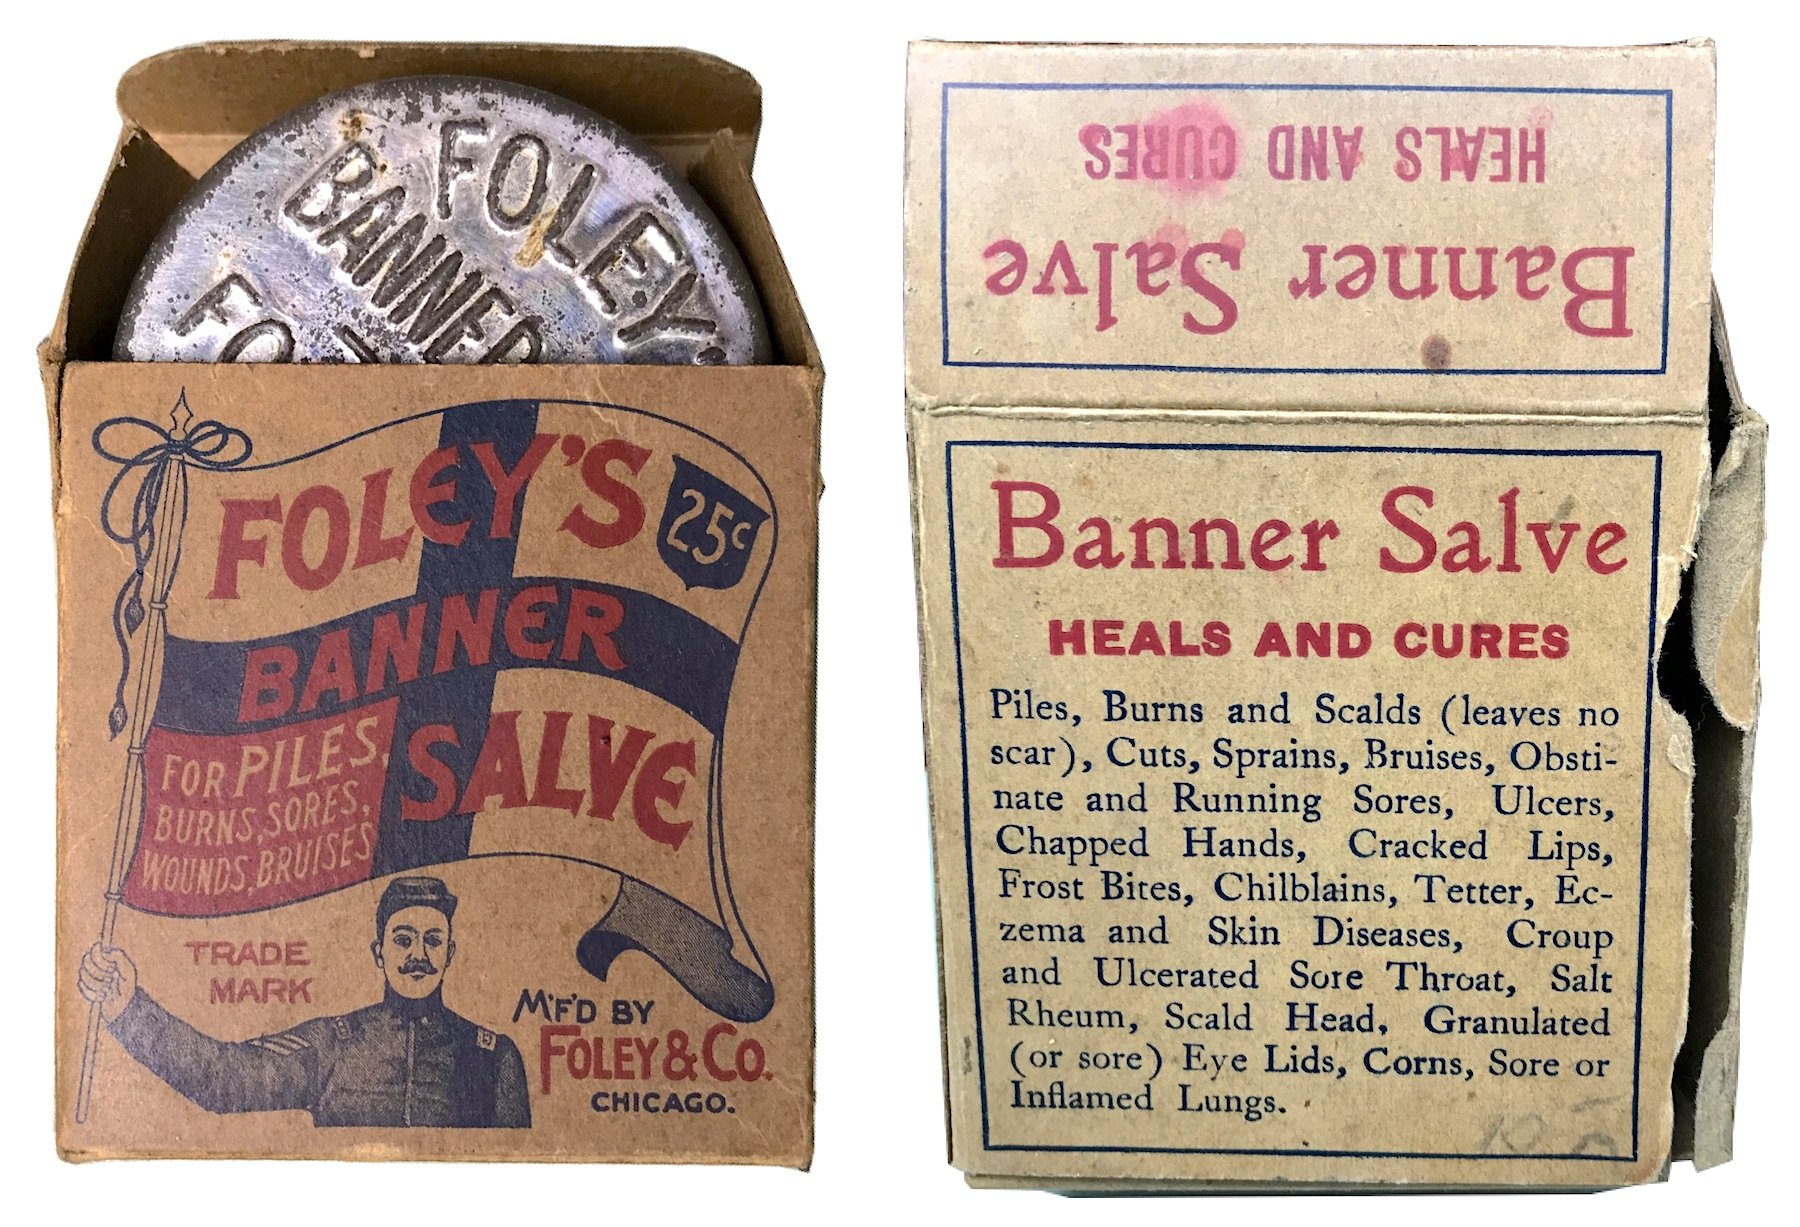 FOLEY'S
BANNER
FO
FOLEY'S
25c
BANNER
SALVE
FOR PILES,
BURNS, SORES,
WOUNDS, BRUISES
TRADE
MARK
M'F'D BY
FOLEY & CO.
CHICAGO.
Banner Salve
HEALS AND CURES
Banner Salve
HEALS AND CURES
Piles, Burns and Scalds (leaves no
scar), Cuts, Sprains, Bruises, Obsti-
nate and Running Sores, Ulcers,
Chapped Hands, Cracked Lips,
Frost Bites, Chilblains, Tetter, Ec-
zema and Skin Diseases, Croup
and Ulcerated Sore Throat, Salt
Rheum, Scald Head, Granulated
(or sore) Eye Lids, Corns, Sore or
Inflamed Lungs.